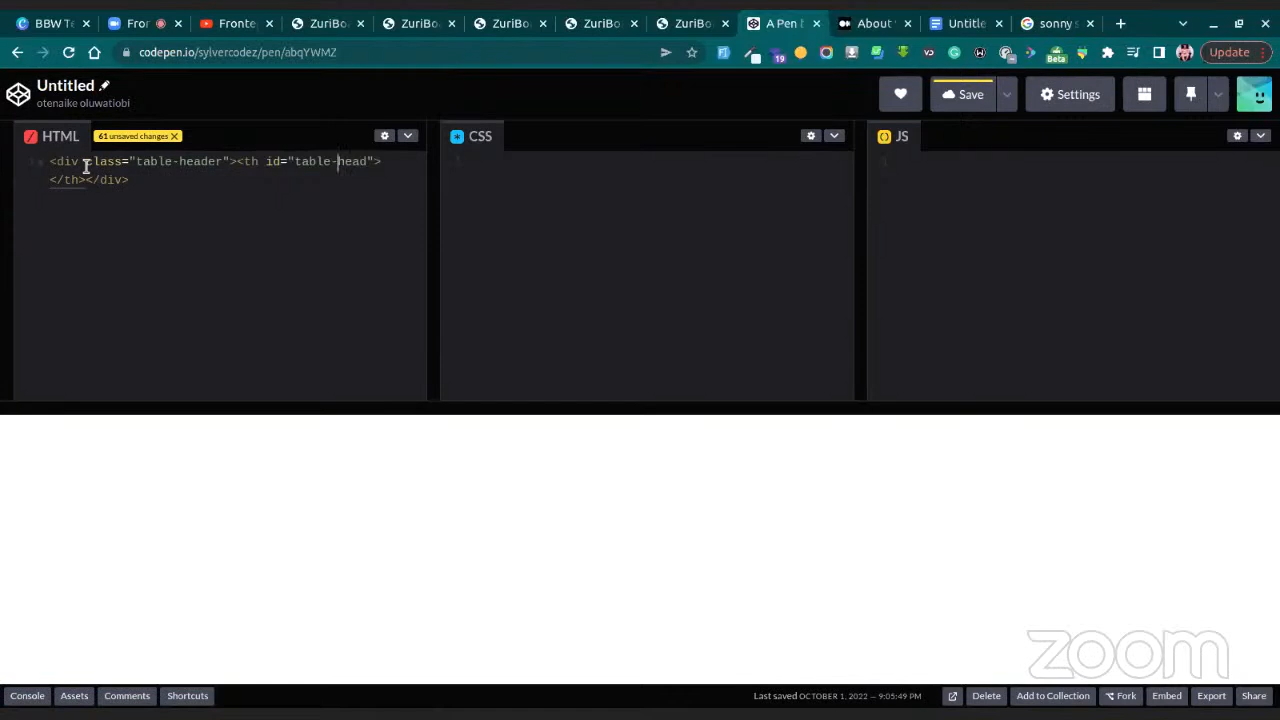 BBW Te
Fron
Fronte
ZuriBo
ZuriBo
ZuriBo
ZuriBo
ZuriBo
A Pen b
About
Untitle
sonny s
codepen.io/sylvercodez/pen/abqYWMZ
19
Beta
Update
Untitled
otenaike oluwatiobi
Save
Settings
HTML
61 unsaved changes X
CSS
JS
<div class="table-header"><th id="table-head">
</th></div>
zoom
Console
Assets
Comments
Shortcuts
Last saved OCTOBER 1, 2022 — 9:05:49 PM
Delete
Add to Collection
Fork
Embed
Export
Share